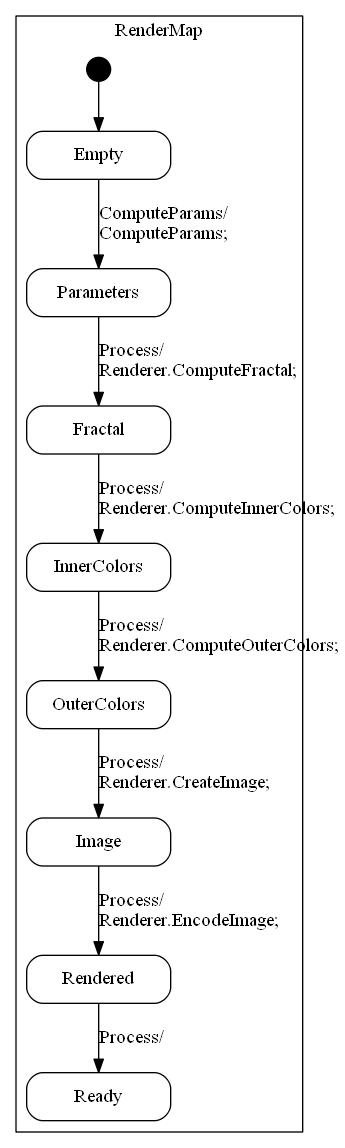 RenderMap
Empty
ComputeParams/
ComputeParams;
Parameters
Process/
Renderer.ComputeFractal;
Fractal
Process/
Renderer.ComputeInnerColors;
InnerColors
Process/
Renderer.ComputeOuterColors;
OuterColors
Process/
Renderer.CreateImage;
Image
Process/
Renderer.EncodeImage;
Rendered
Process/
Ready